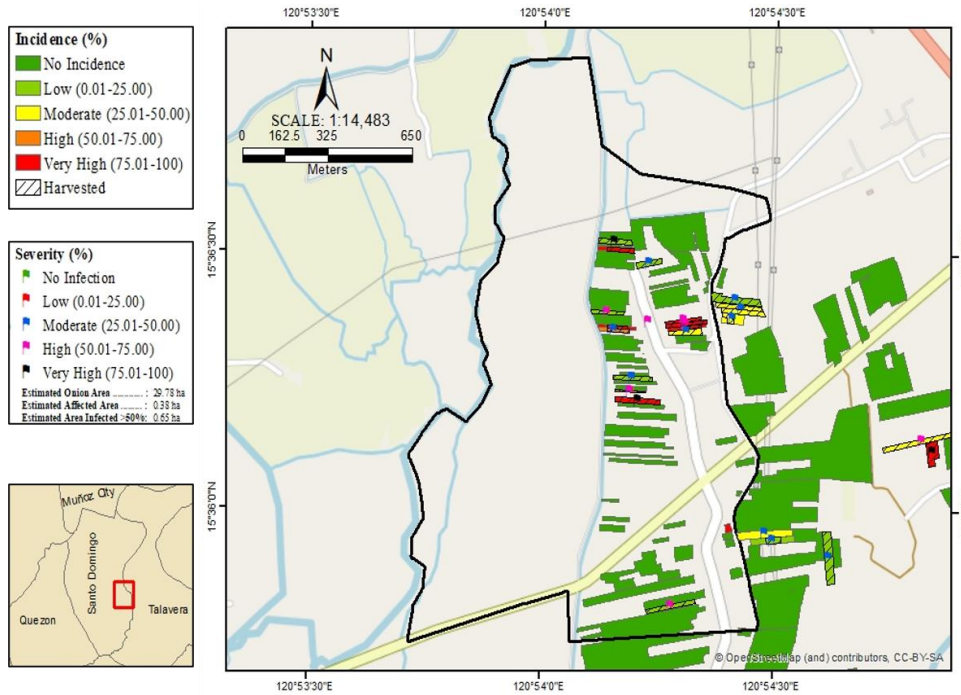 120°53'30"E
120°54'0"E
120°54'30"E
Incidence (%)
No Incidence
Low (0.01-25.00)
Moderate (25.01-50.00)
High (50.01-75.00)
Very High (75.01-100)
Harvested
N
SCALE: 1:14,483
0 162.5 325 650
Meters
15°36'30"N
Severity (%)
No Infection
Low (0.01-25.00)
Moderate (25.01-50.00)
High (50.01-75.00)
Very High (75.01-100)
Estimated Onion Area ............ : 29.78 ha
Estimated Affected Area ........ : 0.38 ha
Estimated Area Infected >50%: 0.65 ha
15°36'0"N
Muñoz City
Santo Domingo
Quezon
Talavera
© OpenStreetMap (and) contributors, CC-BY-SA
120°53'30"E
120°54'0"E
120°54'30"E